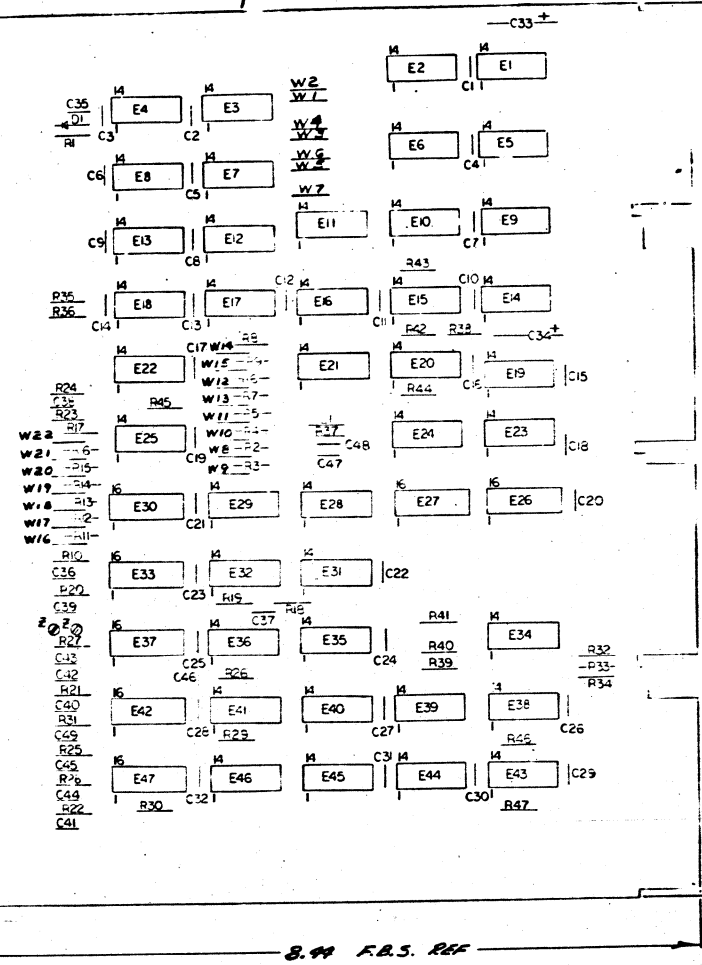 C33 +
14 14
E2 E1
C1
W2
W1
14 14
C35 E4 E3
D1
R1 C3 C2
W4
W3
14 14
E6 E5
C4
W6
W5
14 14
C6 E8 E7
C5
W7
14 14 14 14 14
C9 E13 E12 E11 E10 E9
C8 C7
R43
C12 C10
14 14 14 14 14
R35 E18 E17 E16 E15 E14
R36
C14 C13 C11
R42 R38 C34 +
C17 W14 R8
14 14 14 14
E22 W15 E21 E20 E19 C15
C16
R24 W12
R44
R23 R45 W13
W11
W22 R17 14 14 14
E25 W10 R37 E24 E23
W21 W8 C48 C18
W20 C19 W9 C47
W19
16 14 14 14 16
W18 E30 E29 E28 E27 E26 C20
W17 C21
W16
R10
16 14 14
C36 E33 E32 E31 C22
R20 C23
R19 R18
C39 C37
R41
Z Z
16 14 14 14
R27 E37 E36 E35 E34
R40 R32
C43 C25 C24 R39 R33
C42 C46 R26 R34
R21
16 14 14 14 14
C40 E42 E41 E40 E39 E38
R31
C49 C28 R29 C27 C26
R46
R25
C31
16 14 14 14 14
C45 E47 E46 E45 E44 E43 C29
C44 C32 C30
R22 R30 R47
C41
8.44 F.B.S. REF